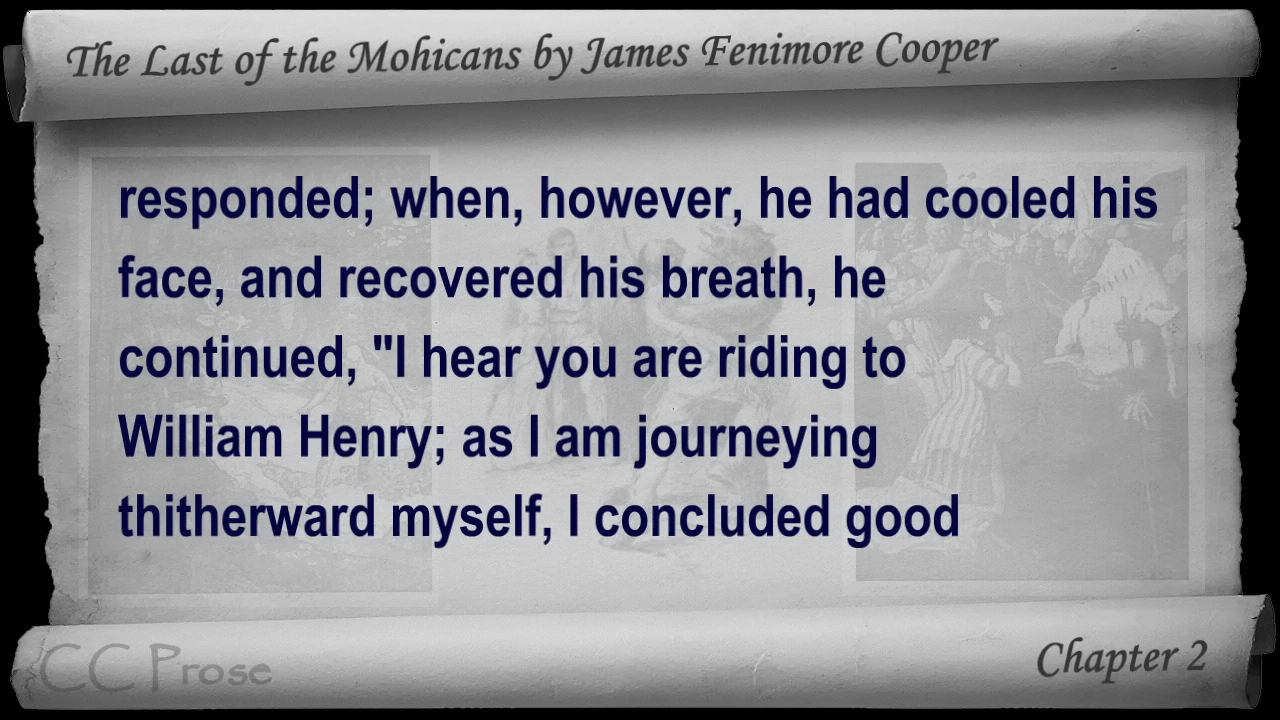 The Last of the Mohicans by James Fenimore Cooper
responded; when, however, he had cooled his
face, and recovered his breath, he
continued, "I hear you are riding to
William Henry; as I am journeying
thitherward myself, I concluded good
CC Prose
Chapter 2